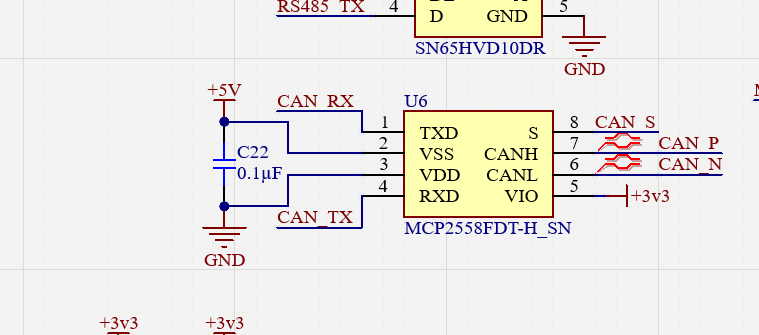 RS485_TX 4 D GND 5
SN65HVD10DR
GND
+5V
CAN_RX
U6
1 TXD S 8 CAN_S
2 VSS CANH 7 CAN_P
3 VDD CANL 6 CAN_N
4 RXD VIO 5 +3v3
C22
0.1µF
CAN_TX
MCP2558FDT-H_SN
GND
+3v3 +3v3